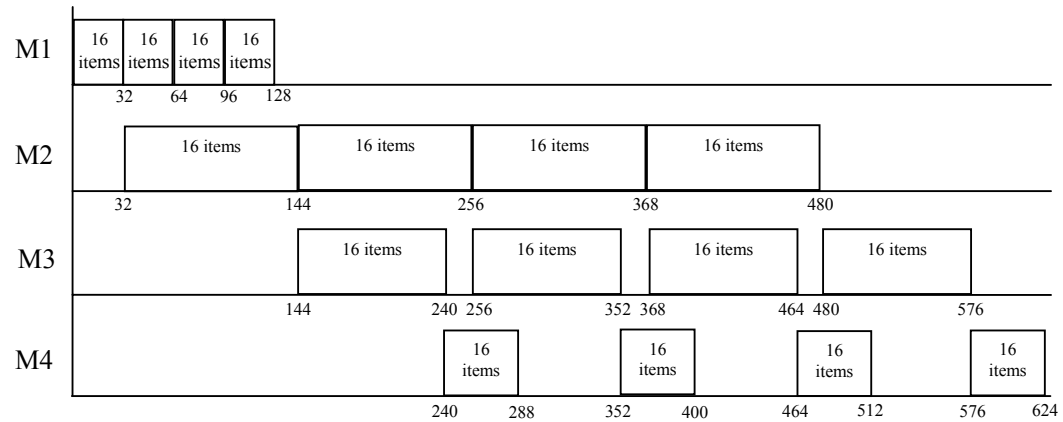 M1
16 items
16 items
16 items
16 items
32 64 96 128
M2
16 items 16 items 16 items 16 items
32 144 256 368 480
M3
16 items 16 items 16 items 16 items
144 240 256 352 368 464 480 576
M4
16 items
16 items
16 items
16 items
240 288 352 400 464 512 576 624